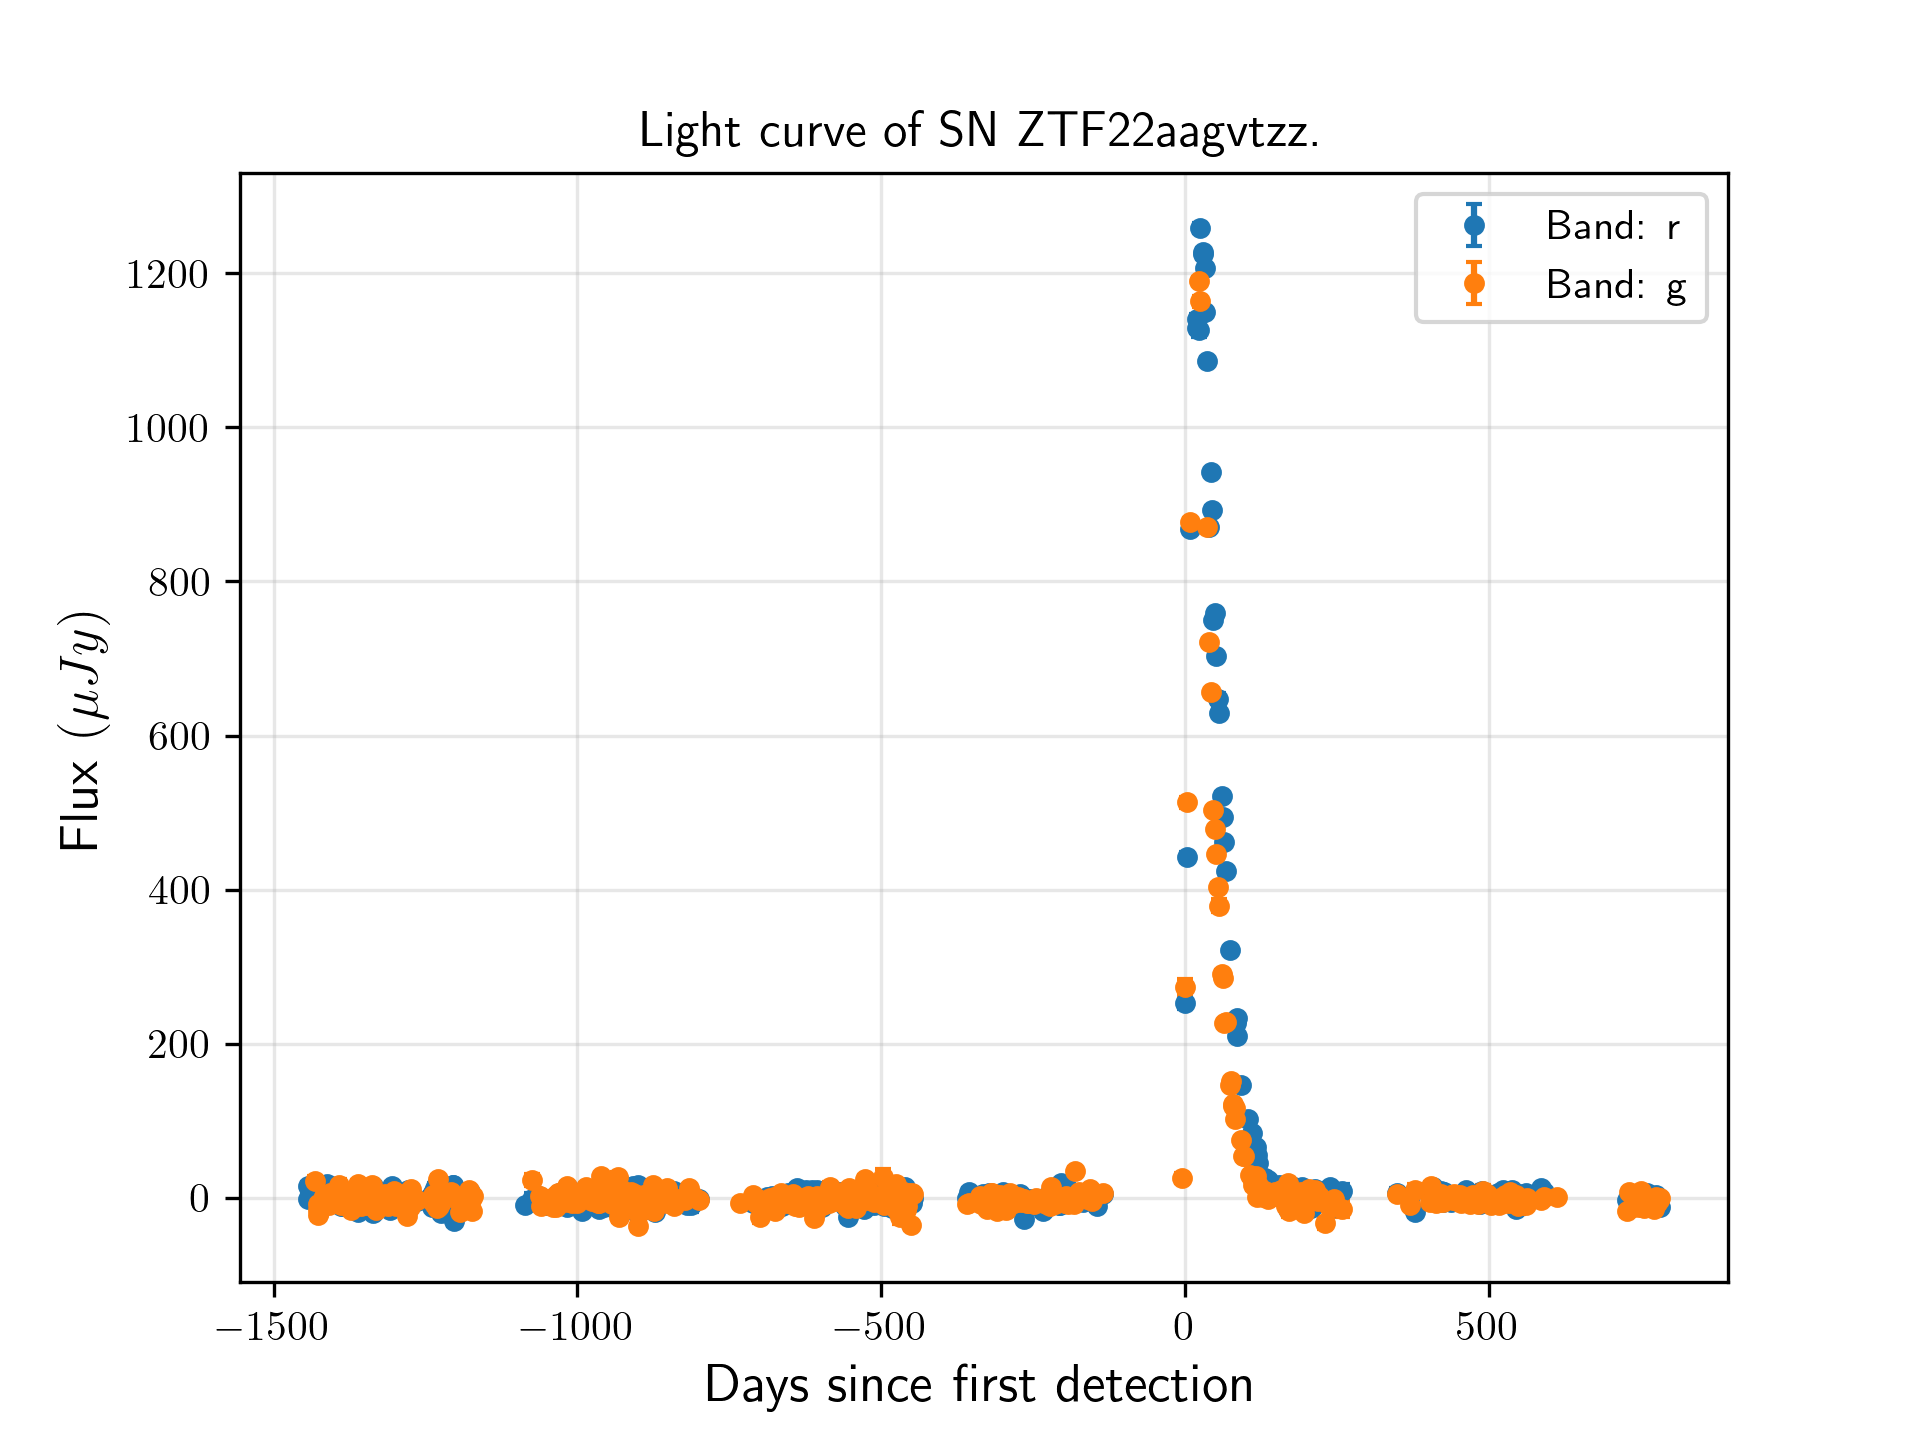 Light curve of SN ZTF22aagvtzz.
Band: r
Band: g
1200
1000
800
600
400
200
0
Flux (μJy)
−1500
−1000
−500
0
500
Days since first detection